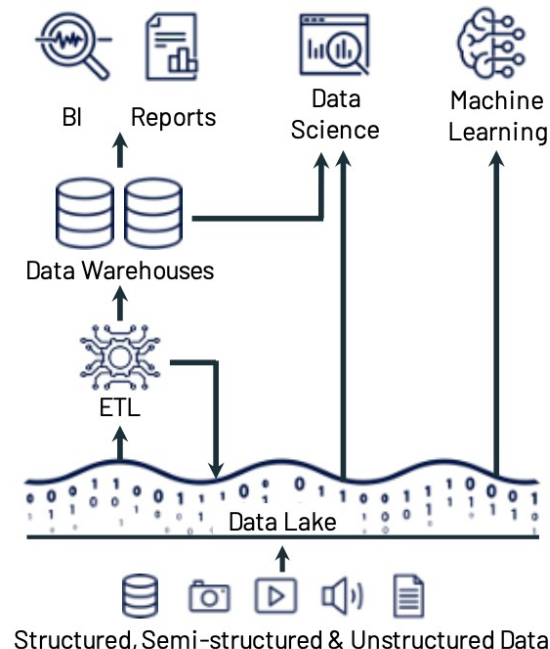 BI
Reports
Data
Science
Machine
Learning
Data Warehouses
ETL
Data Lake
Structured, Semi-structured & Unstructured Data